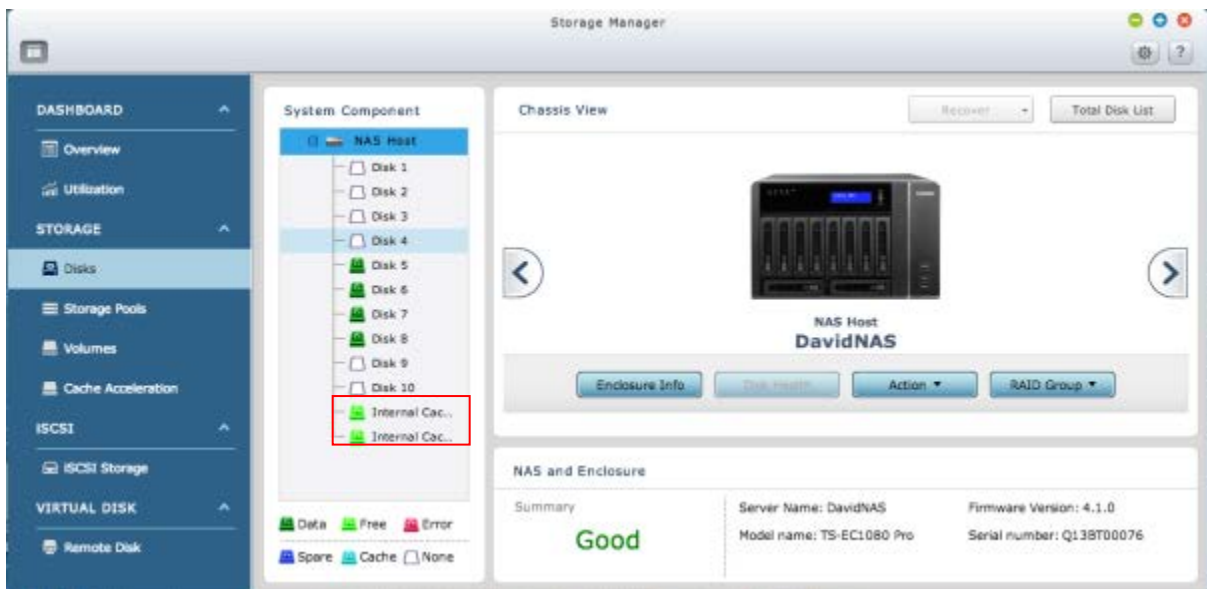 Storage Manager
?
DASHBOARD
Overview
Utilization
STORAGE
Disks
Storage Pools
Volumes
Cache Acceleration
iSCSI
iSCSI Storage
VIRTUAL DISK
Remote Disk
System Component
NAS Host
Disk 1
Disk 2
Disk 3
Disk 4
Disk 5
Disk 6
Disk 7
Disk 8
Disk 9
Disk 10
Internal Cac..
Internal Cac..
Data Free Error
Spare Cache None
Chassis View
Recover
Total Disk List
NAS Host
DavidNAS
Enclosure Info
Disk Health
Action
RAID Group
NAS and Enclosure
Summary
Good
Server Name: DavidNAS
Model name: TS-EC1080 Pro
Firmware Version: 4.1.0
Serial number: Q13BT00076